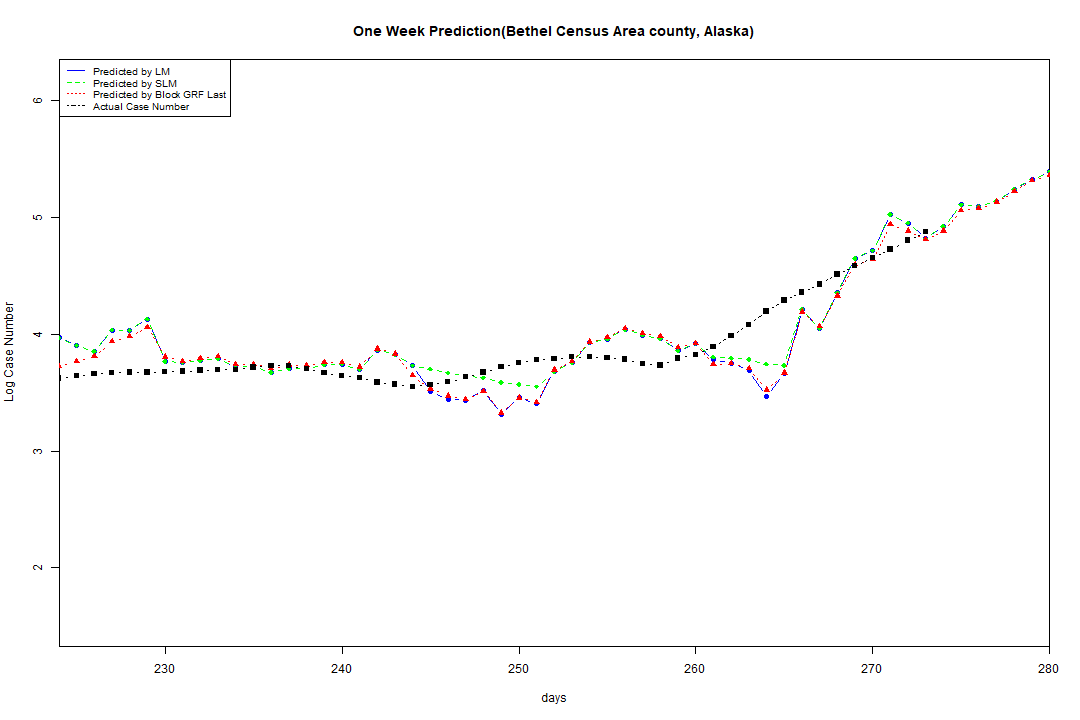 One Week Prediction(Bethel Census Area county, Alaska)
Predicted by LM
Predicted by SLM
Predicted by Block GRF Last
Actual Case Number
6
5
4
3
2
Log Case Number
230 240 250 260 270 280
days